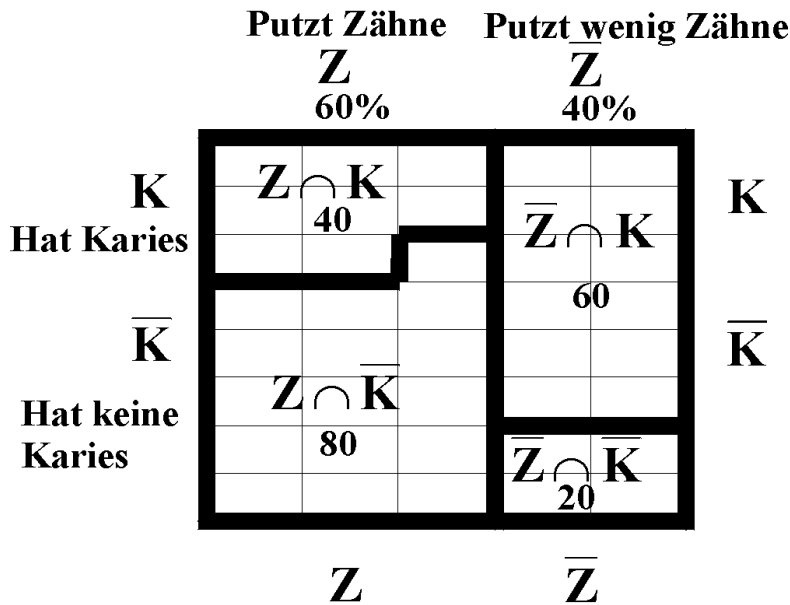 Putzt Zähne Putzt wenig Zähne
Z Z̅
60% 40%
K Z ∩ K K
40 Z̅ ∩ K
Hat Karies
60
K̅ K̅
Z ∩ K̅
Hat keine
80
Karies Z̅ ∩ K̅
20
Z Z̅